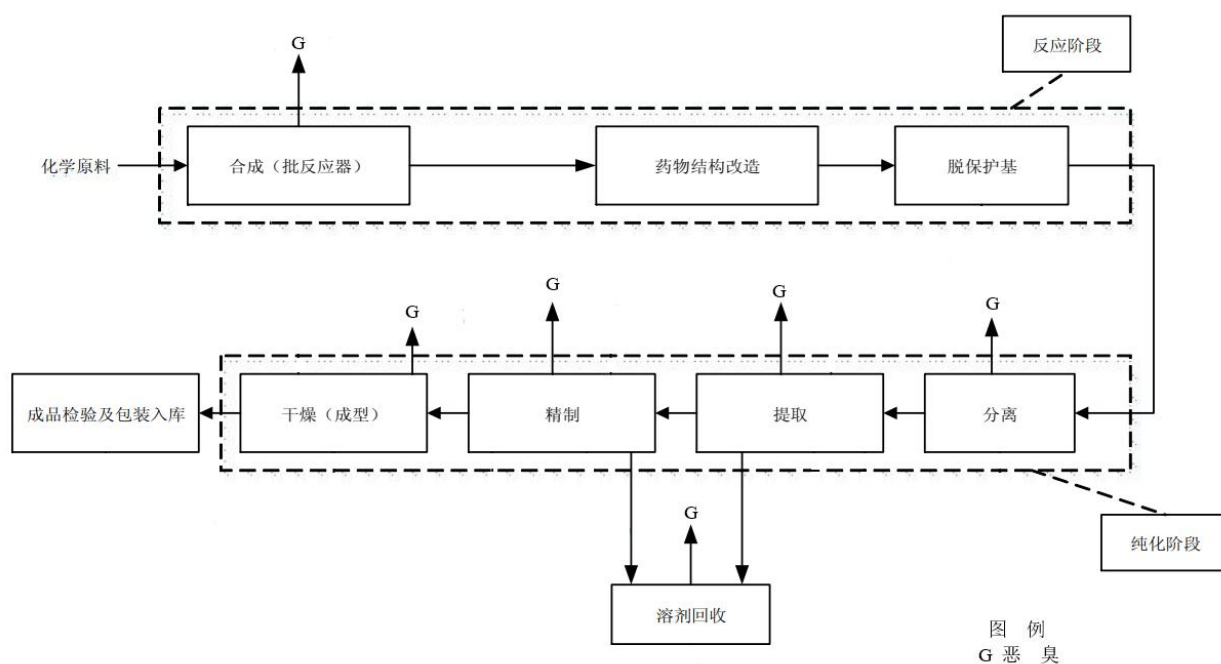 G
反应阶段
化学原料
合成（批反应器）
药物结构改造
脱保护基
G
G
G
G
成品检验及包装入库
干燥（成型）
精制
提取
分离
G
纯化阶段
溶剂回收
图 例
G 恶 臭